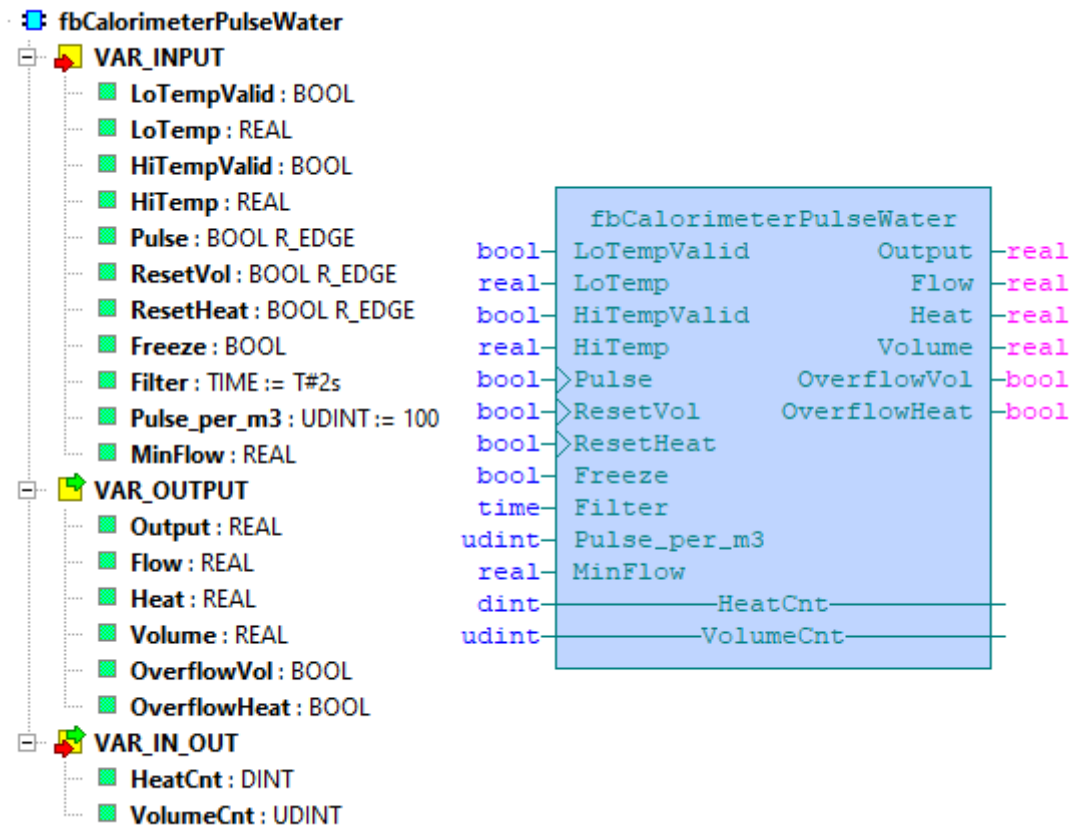 fbCalorimeterPulseWater
VAR_INPUT
LoTempValid : BOOL
LoTemp : REAL
HiTempValid : BOOL
HiTemp : REAL
Pulse : BOOL R_EDGE
ResetVol : BOOL R_EDGE
ResetHeat : BOOL R_EDGE
Freeze : BOOL
Filter : TIME := T#2s
Pulse_per_m3 : UDINT := 100
MinFlow : REAL
VAR_OUTPUT
Output : REAL
Flow : REAL
Heat : REAL
Volume : REAL
OverflowVol : BOOL
OverflowHeat : BOOL
VAR_IN_OUT
HeatCnt : DINT
VolumeCnt : UDINT
fbCalorimeterPulseWater
bool LoTempValid Output real
real LoTemp Flow real
bool HiTempValid Heat real
real HiTemp Volume real
bool Pulse OverflowVol bool
bool ResetVol OverflowHeat bool
bool ResetHeat
bool Freeze
time Filter
udint Pulse_per_m3
real MinFlow
dint HeatCnt
udint VolumeCnt